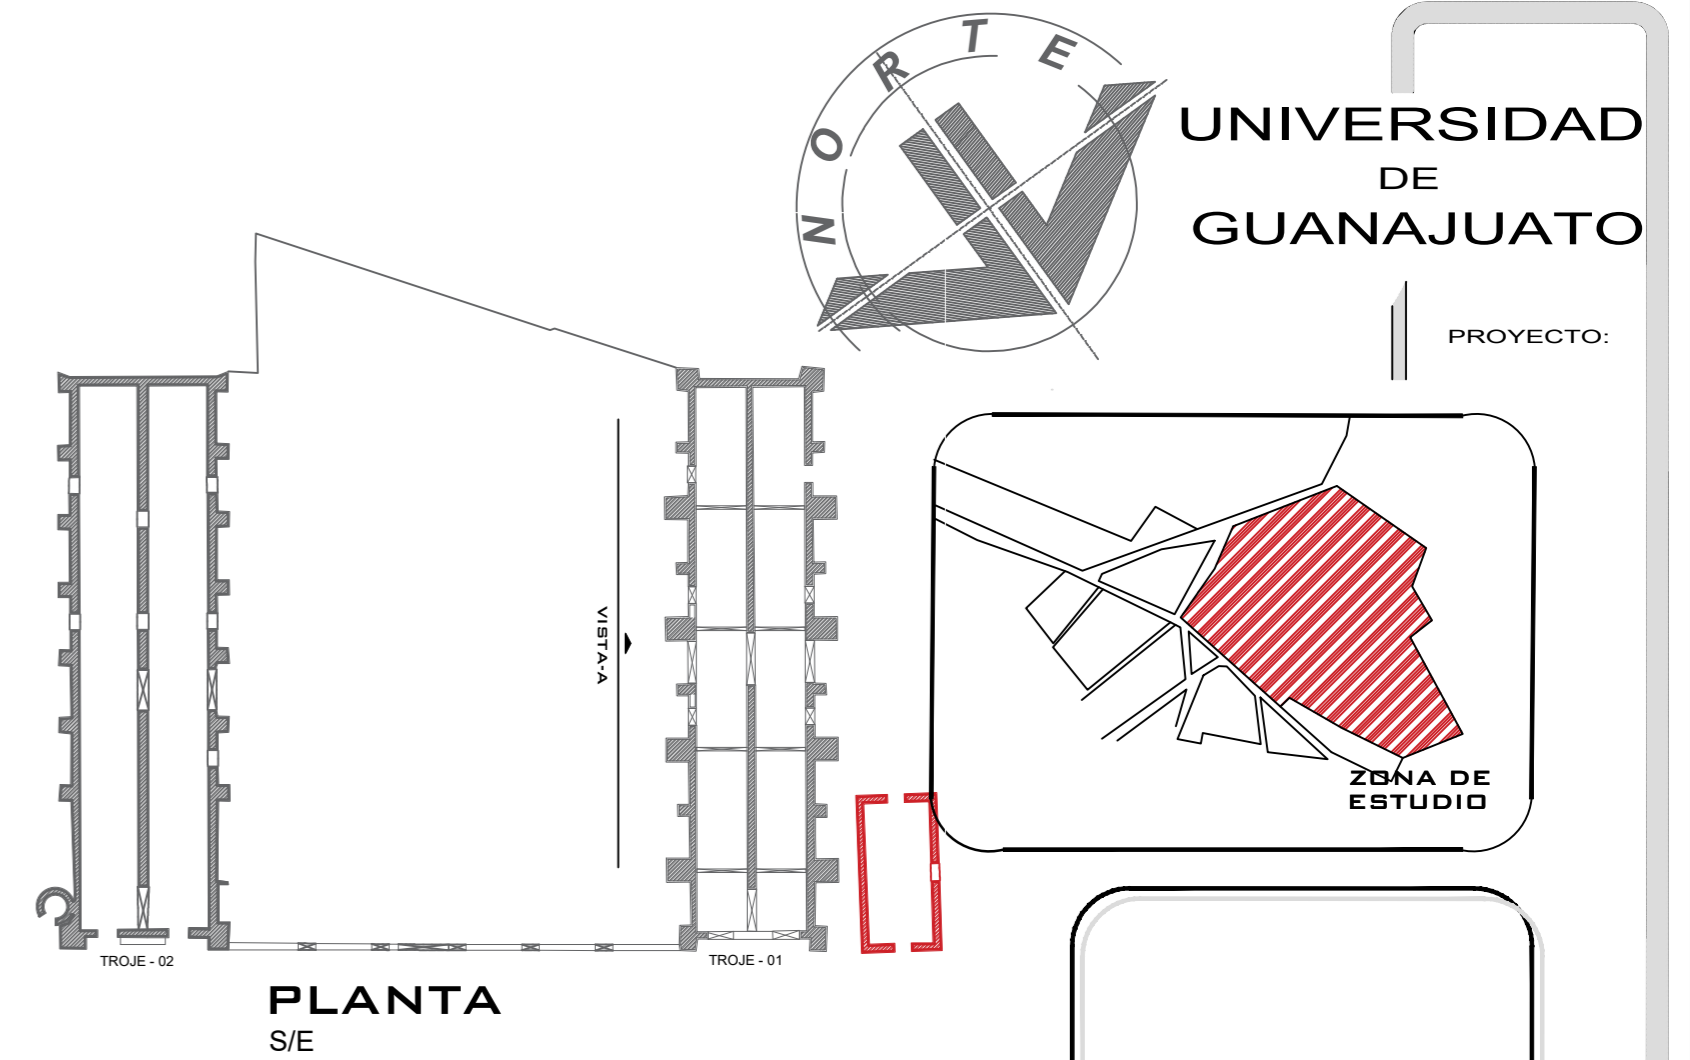 NORTE
UNIVERSIDAD
DE
GUANAJUATO
PROYECTO:
VISTA-A
ZONA DE
ESTUDIO
TROJE - 02
TROJE - 01
PLANTA
S/E